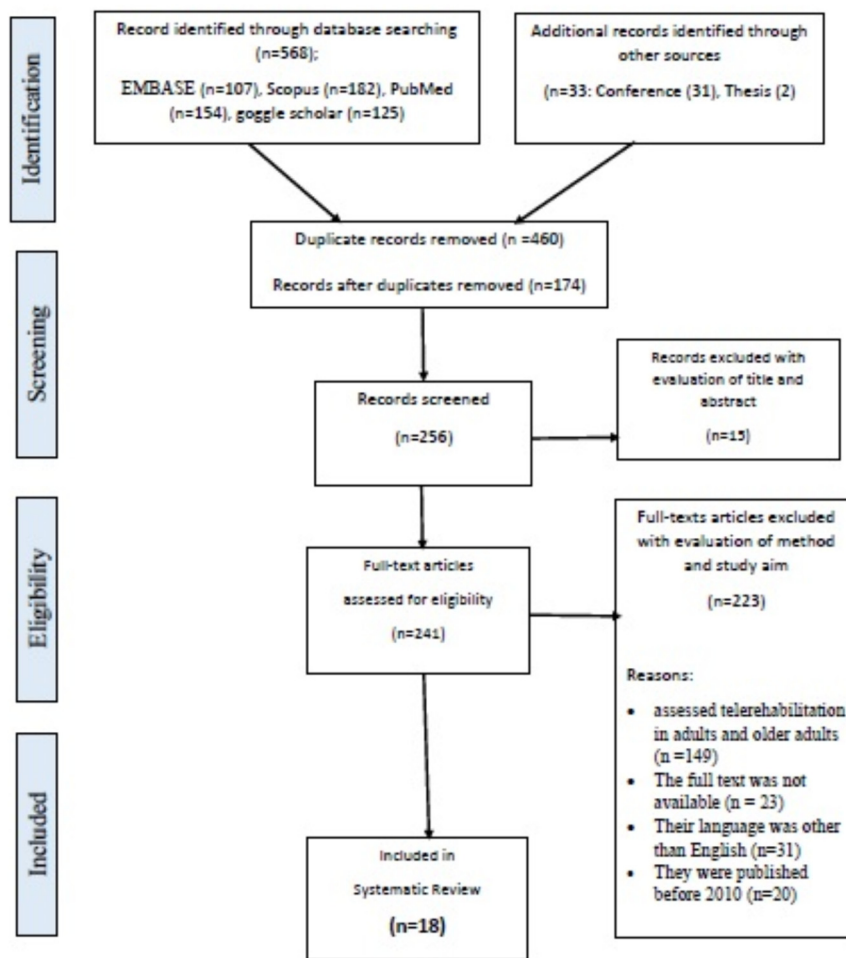 Identification
Record identified through database searching
(n=568);
EMBASE (n=107), Scopus (n=182), PubMed
(n=154), goggle scholar (n=125)
Additional records identified through
other sources
(n=33: Conference (31), Thesis (2)
Duplicate records removed (n =460)
Records after duplicates removed (n=174)
Screening
Records screened
(n=256)
Records excluded with
evaluation of title and
abstract
(n=15)
Eligibility
Full-text articles
assessed for eligibility
(n=241)
Full-texts articles excluded
with evaluation of method
and study aim
(n=223)
Reasons:
• assessed telerehabilitation
in adults and older adults
(n =149)
• The full text was not
available (n = 23)
• Their language was other
than English (n=31)
• They were published
before 2010 (n=20)
Included
Included in
Systematic Review
(n=18)